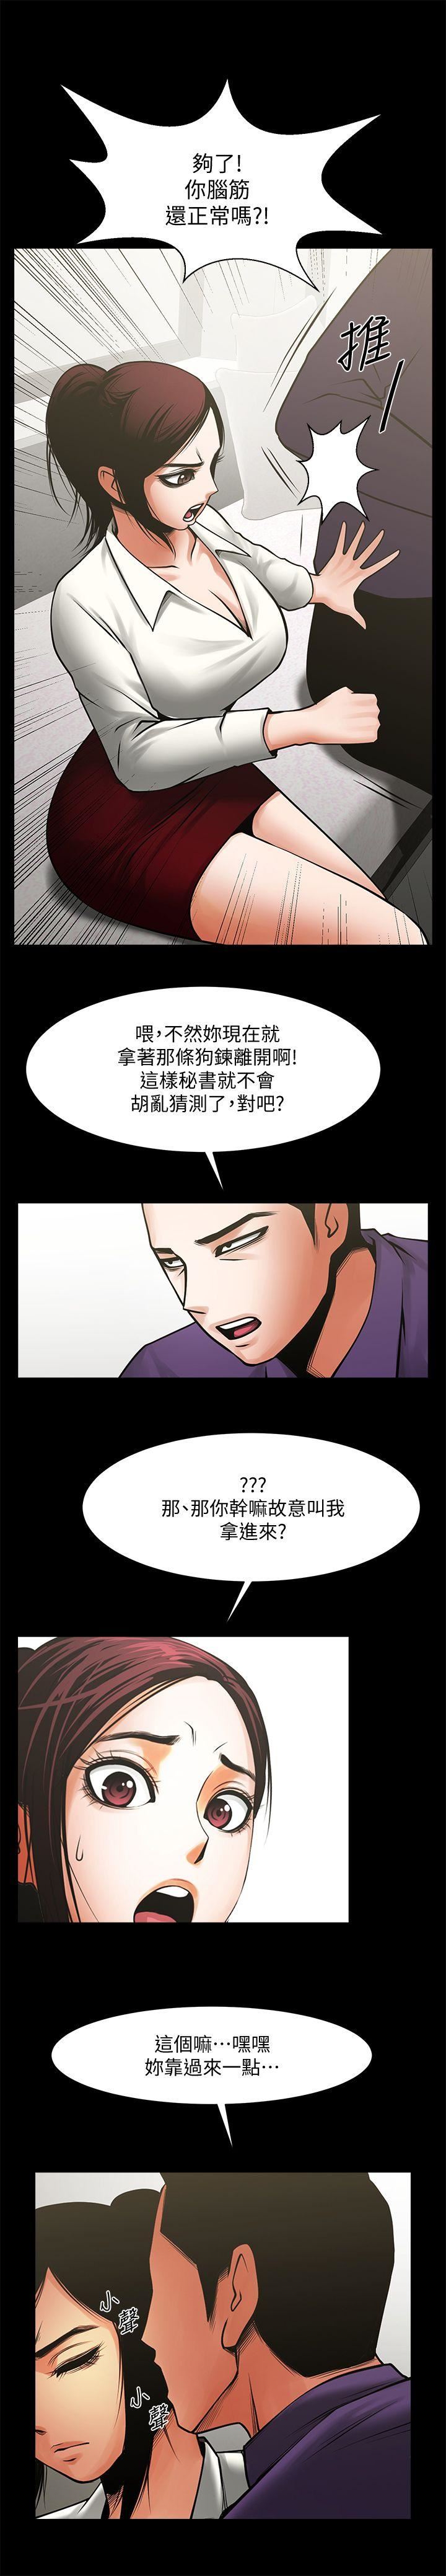 夠了!
你腦筋
還正常嗎?!
推
喂,不然妳現在就
拿著那條狗鍊離開啊!
這樣秘書就不會
胡亂猜測了,對吧?
???
那、那你幹嘛故意叫我
拿進來?
這個嘛…嘿嘿
妳靠過來一點…
小聲
小聲